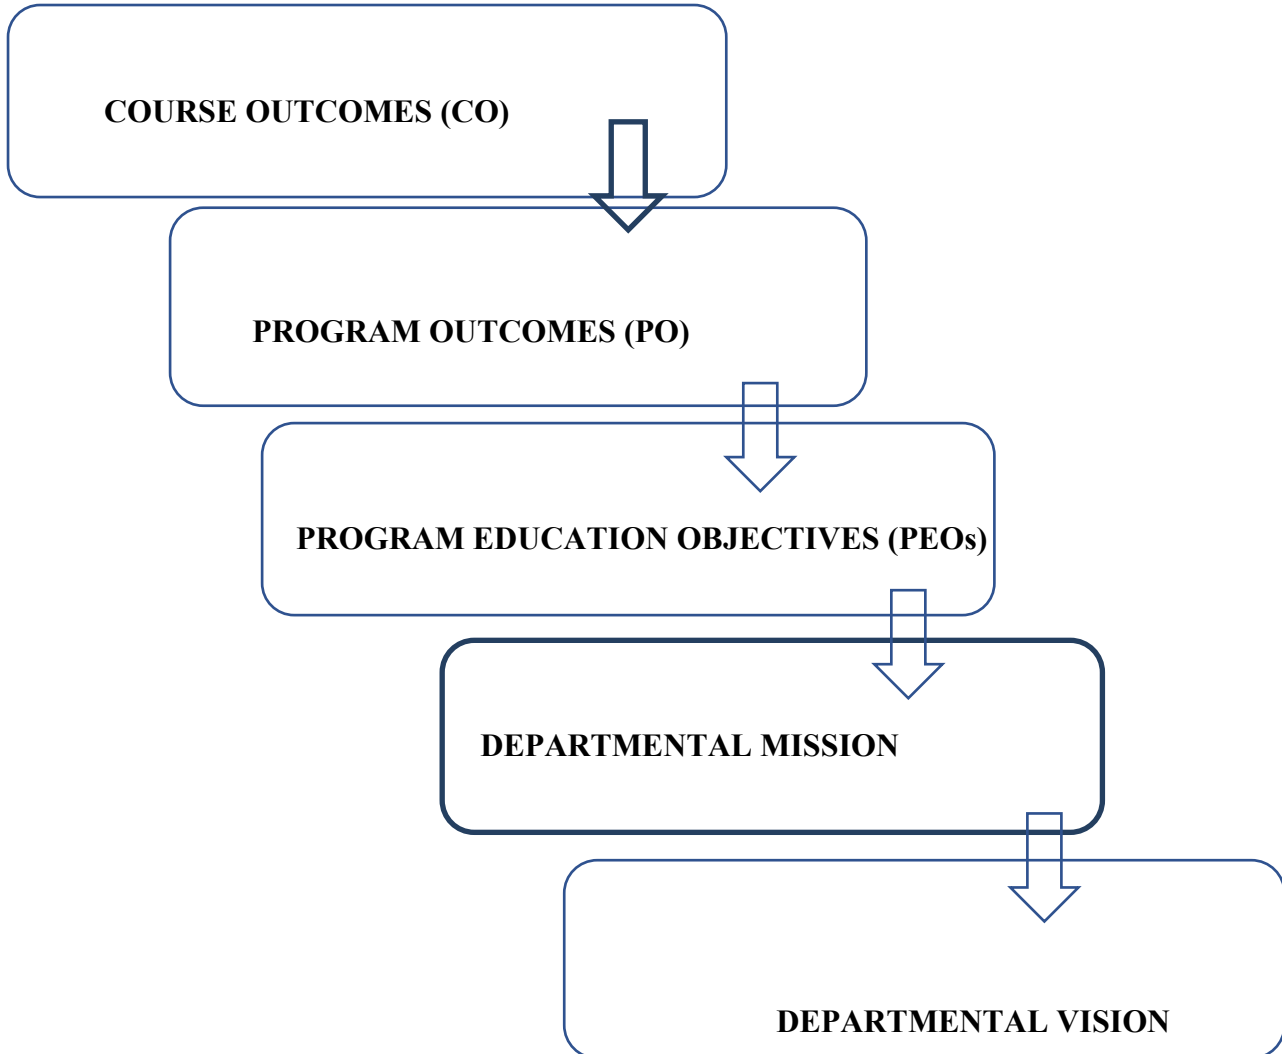 COURSE OUTCOMES (CO)
PROGRAM OUTCOMES (PO)
PROGRAM EDUCATION OBJECTIVES (PEOs)
DEPARTMENTAL MISSION
DEPARTMENTAL VISION